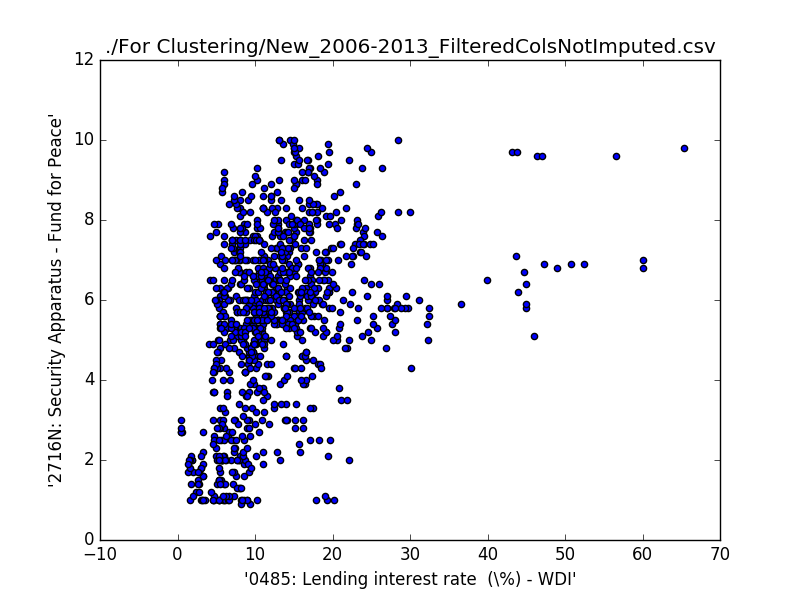 ./For Clustering/New_2006-2013_FilteredColsNotImputed.csv
'2716N: Security Apparatus - Fund for Peace'
12
10
8
6
4
2
0
−10 0 10 20 30 40 50 60 70
'0485: Lending interest rate  (\%) - WDI'